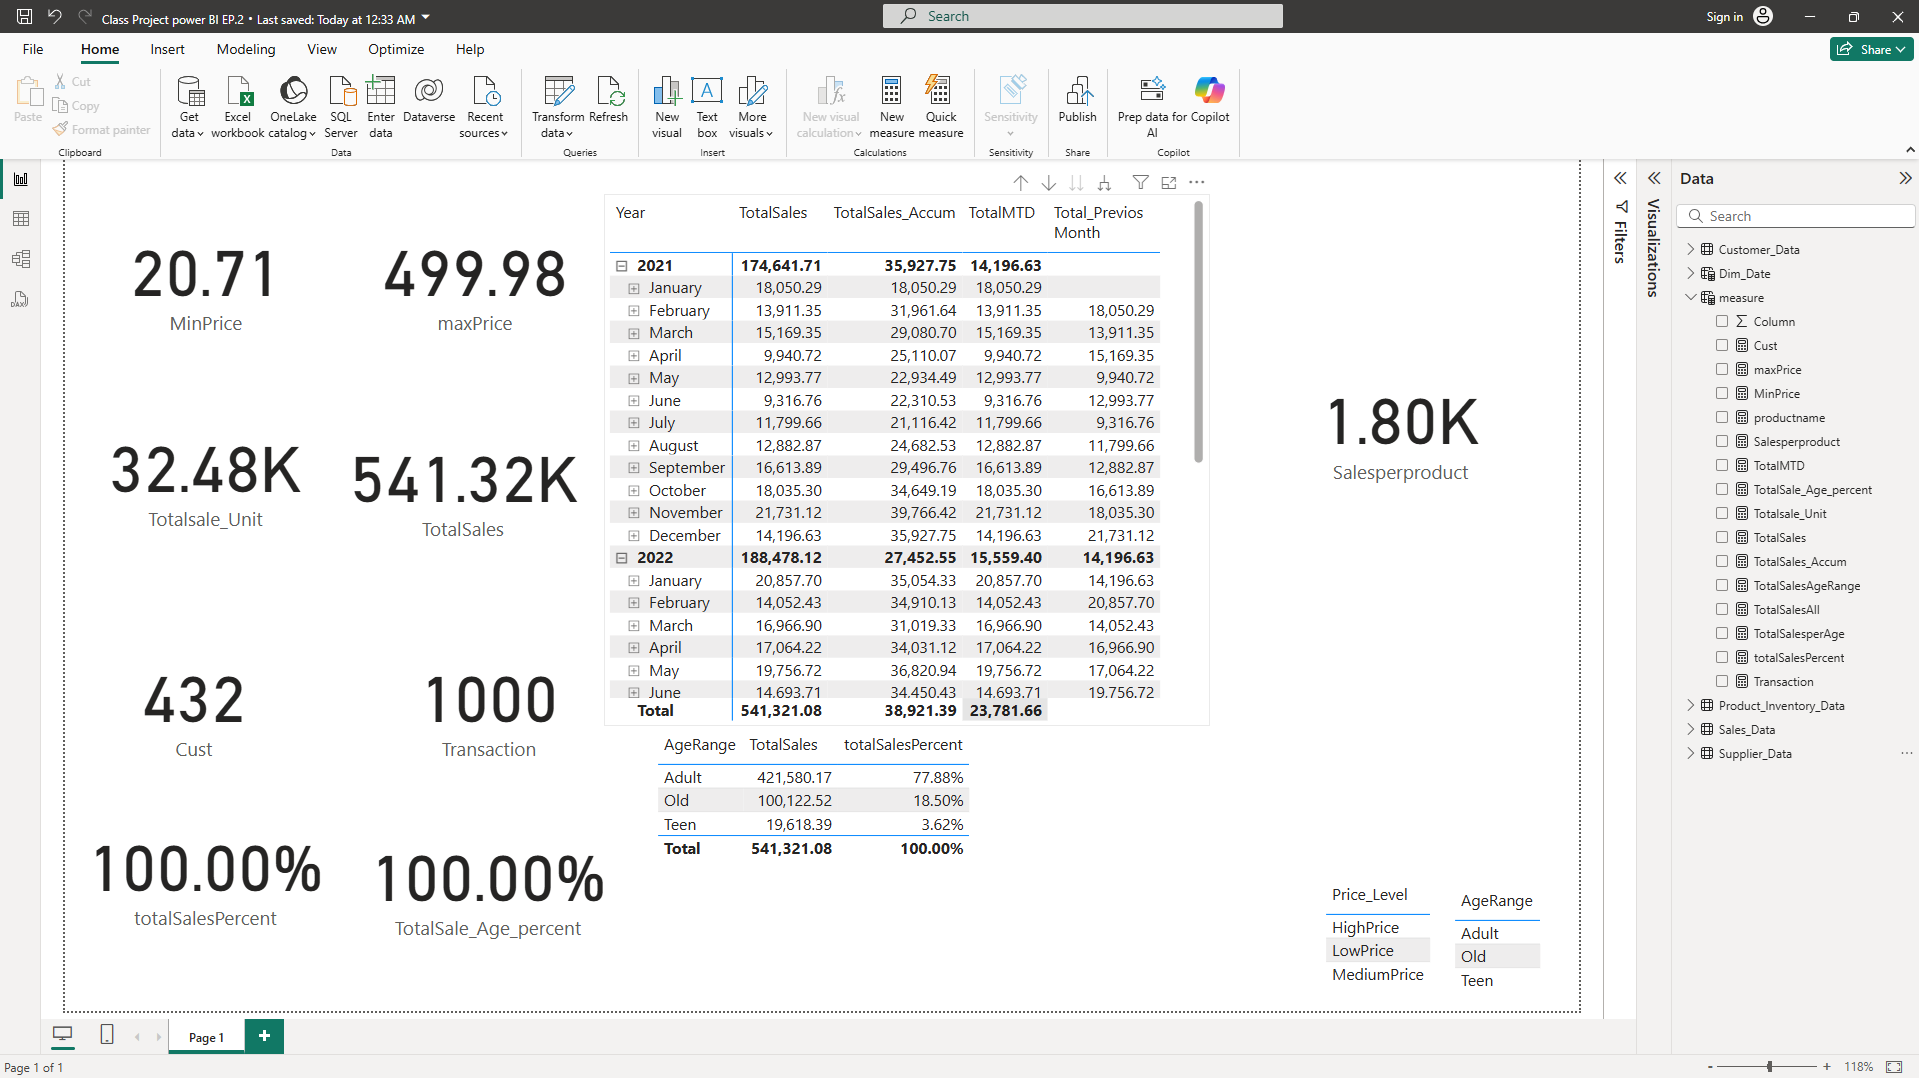 Class Project power BI EP.2 • Last saved: Today at 12:33 AM
Search
Sign in
File Home Insert Modeling View Optimize Help
Share
Paste
Cut
Copy
Format painter
Clipboard
Get data
Excel workbook
OneLake catalog
SQL Server
Enter data
Dataverse
Recent sources
Data
Transform data
Refresh
Queries
New visual
Text box
More visuals
Insert
New visual calculation
New measure
Quick measure
Calculations
Sensitivity
Sensitivity
Publish
Share
Prep data for AI
Copilot
Copilot
20.71
MinPrice
499.98
maxPrice
32.48K
Totalsale_Unit
541.32K
TotalSales
432
Cust
1000
Transaction
100.00%
totalSalesPercent
100.00%
TotalSale_Age_percent
Year TotalSales TotalSales_Accum TotalMTD Total_Previos Month
2021 174,641.71 35,927.75 14,196.63
January 18,050.29 18,050.29 18,050.29
February 13,911.35 31,961.64 13,911.35 18,050.29
March 15,169.35 29,080.70 15,169.35 13,911.35
April 9,940.72 25,110.07 9,940.72 15,169.35
May 12,993.77 22,934.49 12,993.77 9,940.72
June 9,316.76 22,310.53 9,316.76 12,993.77
July 11,799.66 21,116.42 11,799.66 9,316.76
August 12,882.87 24,682.53 12,882.87 11,799.66
September 16,613.89 29,496.76 16,613.89 12,882.87
October 18,035.30 34,649.19 18,035.30 16,613.89
November 21,731.12 39,766.42 21,731.12 18,035.30
December 14,196.63 35,927.75 14,196.63 21,731.12
2022 188,478.12 27,452.55 15,559.40 14,196.63
January 20,857.70 35,054.33 20,857.70 14,196.63
February 14,052.43 34,910.13 14,052.43 20,857.70
March 16,966.90 31,019.33 16,966.90 14,052.43
April 17,064.22 34,031.12 17,064.22 16,966.90
May 19,756.72 36,820.94 19,756.72 17,064.22
June 14,693.71 34,450.43 14,693.71 19,756.72
Total 541,321.08 38,921.39 23,781.66
AgeRange TotalSales totalSalesPercent
Adult 421,580.17 77.88%
Old 100,122.52 18.50%
Teen 19,618.39 3.62%
Total 541,321.08 100.00%
1.80K
Salesperproduct
Price_Level
HighPrice
LowPrice
MediumPrice
AgeRange
Adult
Old
Teen
Filters
Visualizations
Data
Search
Customer_Data
Dim_Date
measure
Column
Cust
maxPrice
MinPrice
productname
Salesperproduct
TotalMTD
TotalSale_Age_percent
Totalsale_Unit
TotalSales
TotalSales_Accum
TotalSalesAgeRange
TotalSalesAll
TotalSalesperAge
totalSalesPercent
Transaction
Product_Inventory_Data
Sales_Data
Supplier_Data
Page 1
Page 1 of 1
118%